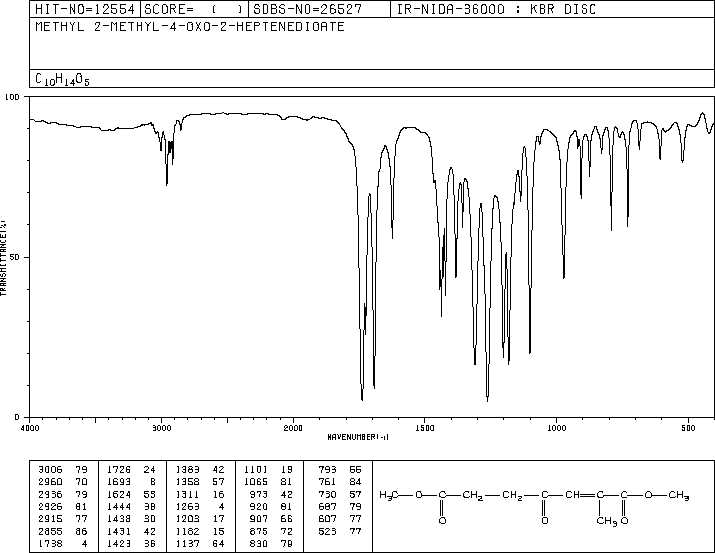 HIT-NO=12554 SCORE= ( ) SDBS-NO=26527 IR-NIDA-36000 : KBR DISC
METHYL 2-METHYL-4-OXO-2-HEPTENEDIOATE
C10H14O5
100
50
0
TRANSMITTANCE(%)
4000 3000 2000 1500 1000 500
WAVENUMBER(-1)
3006 79 1726 24 1383 42 1101 19 793 55
2960 70 1693 8 1358 57 1065 81 761 84
2936 79 1624 55 1311 16 973 42 730 57
2926 81 1444 38 1263 4 920 81 687 79
2915 77 1438 30 1203 17 907 66 607 77
2855 86 1431 42 1182 15 875 72 523 77
1738 4 1423 36 1137 64 830 79
H3C—O—C—CH2—CH2—C—CH=C—C—O—CH3
O O CH3 O